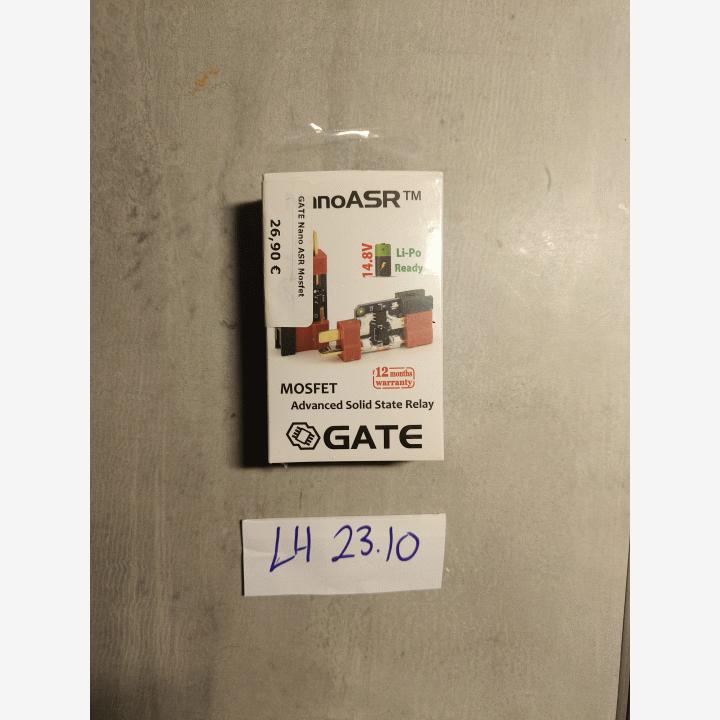 noASR™
GATE Nano ASR Mosfet
26,90 €
14.8V
Li-Po
Ready
12 months
warranty
MOSFET
Advanced Solid State Relay
GATE
LH 23.10